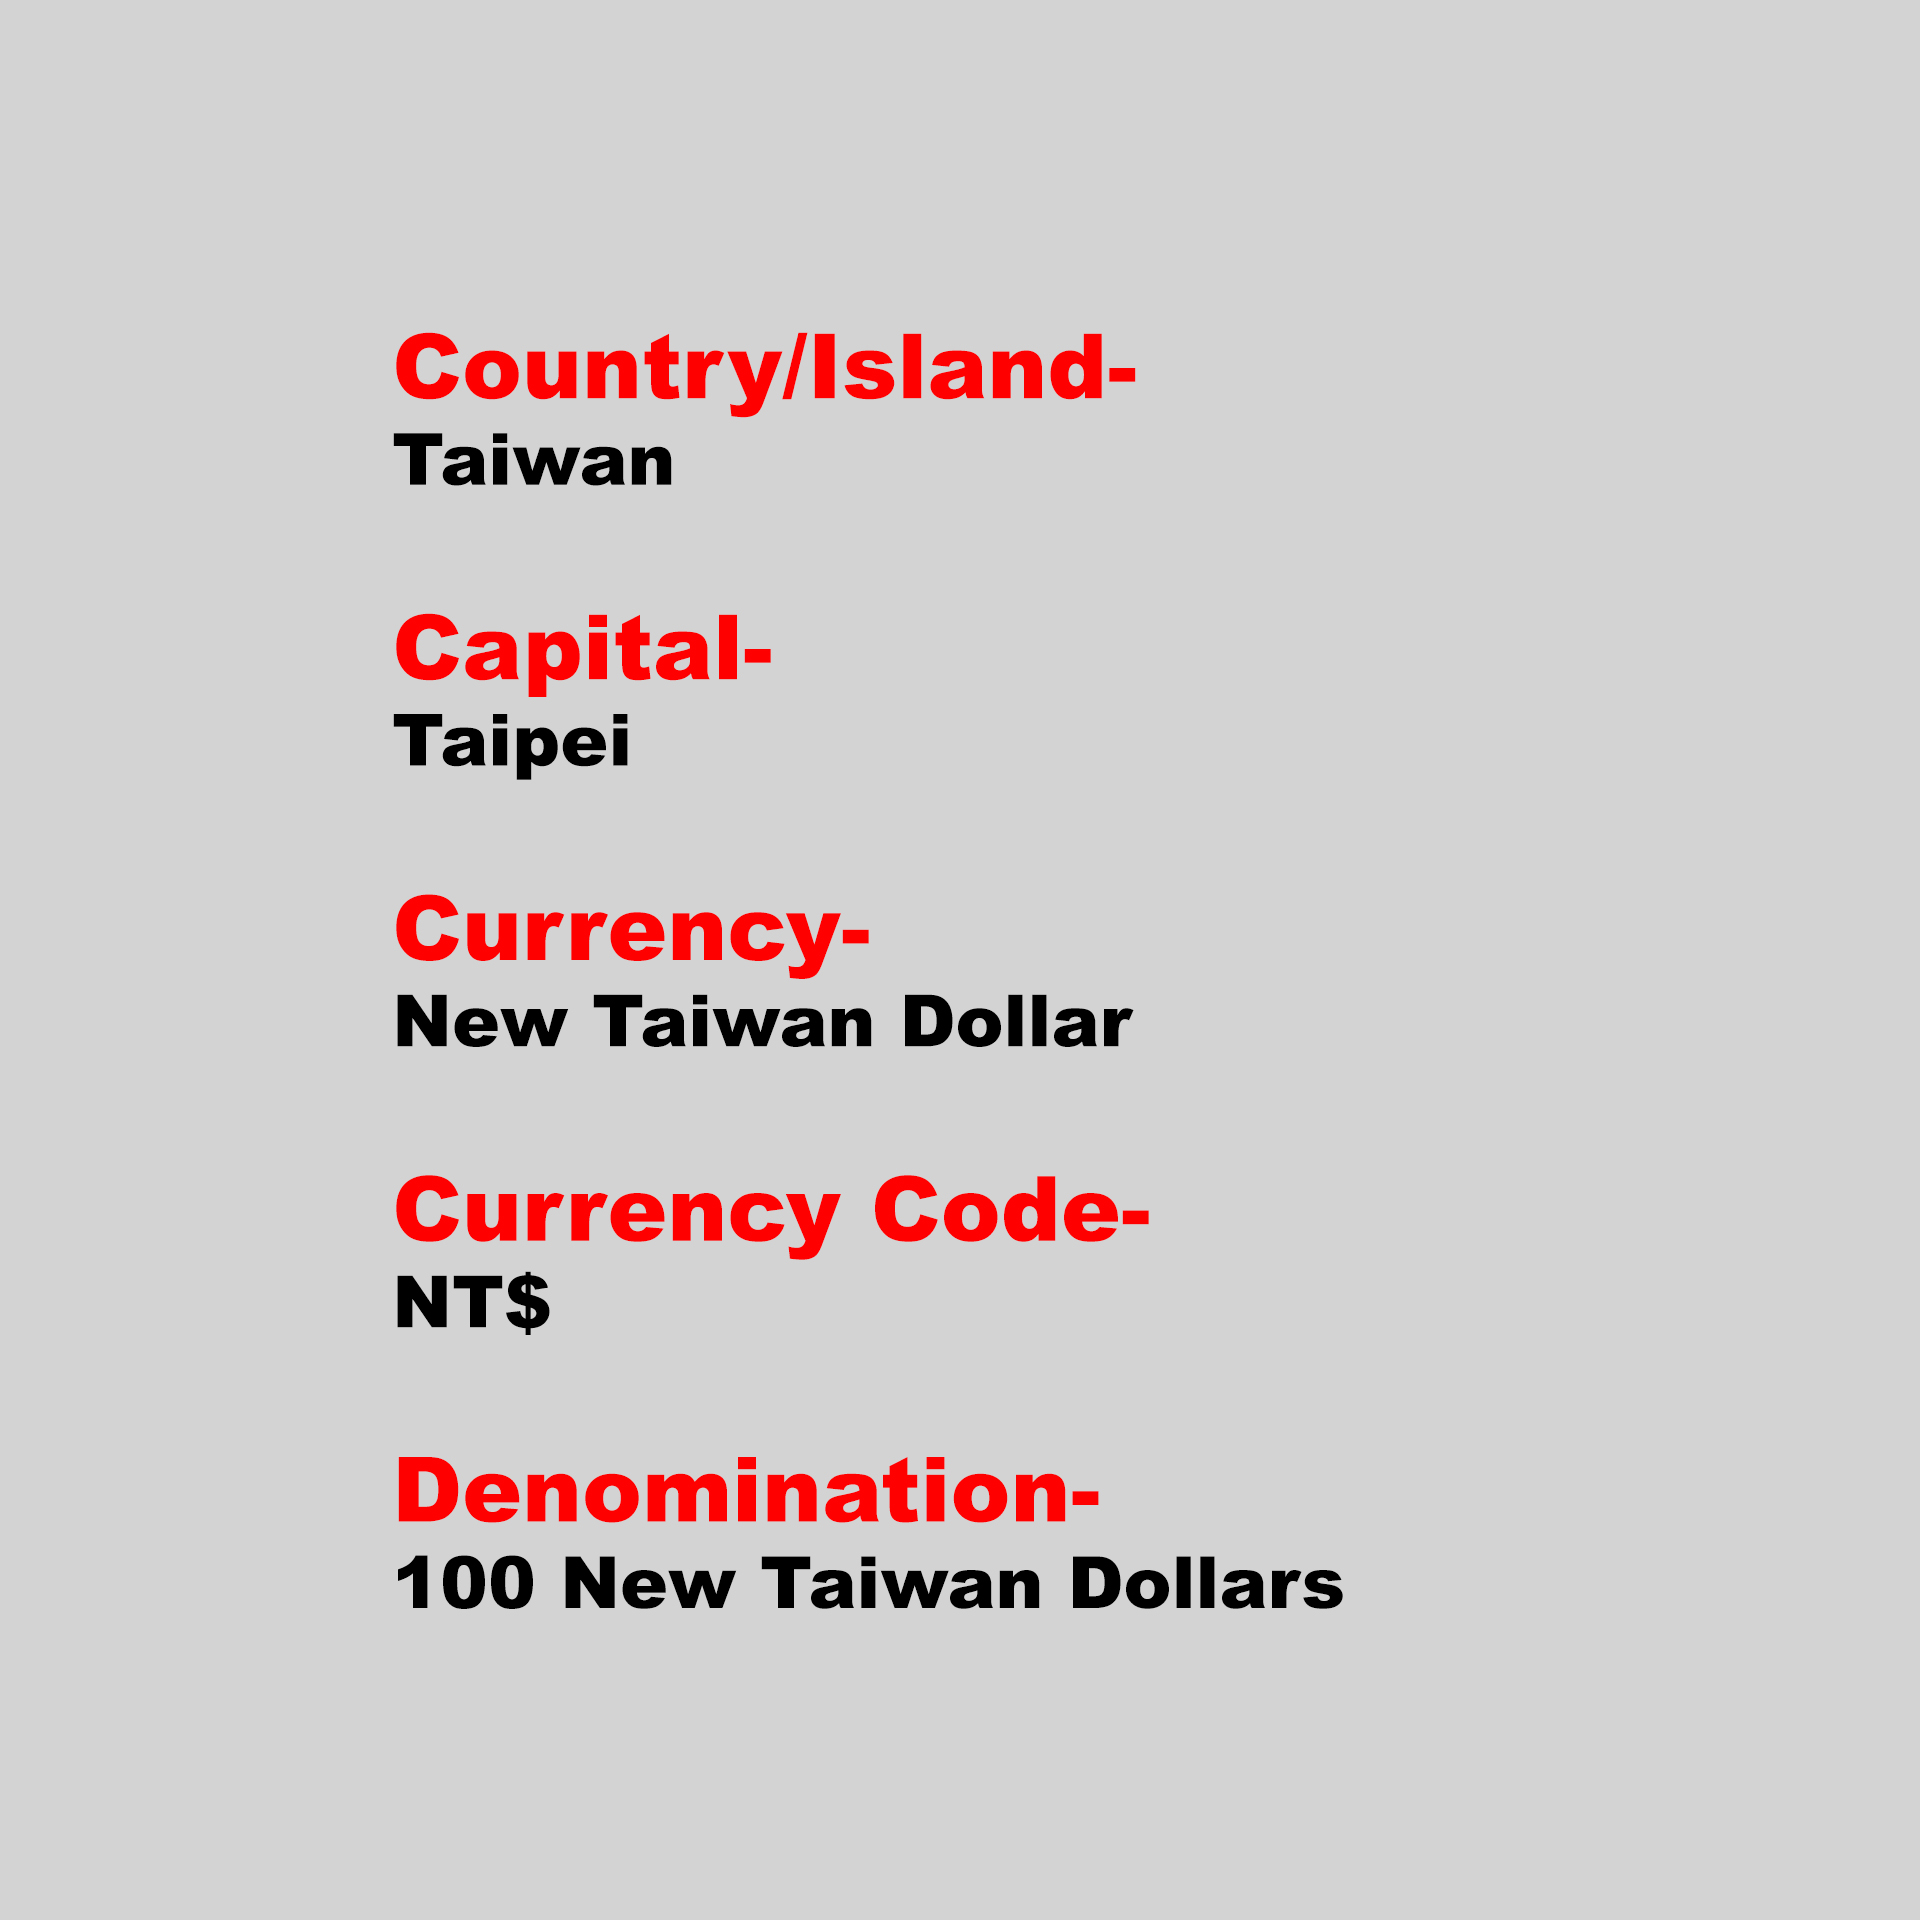 Country/Island-
Taiwan
Capital-
Taipei
Currency-
New Taiwan Dollar
Currency Code-
NT$
Denomination-
100 New Taiwan Dollars